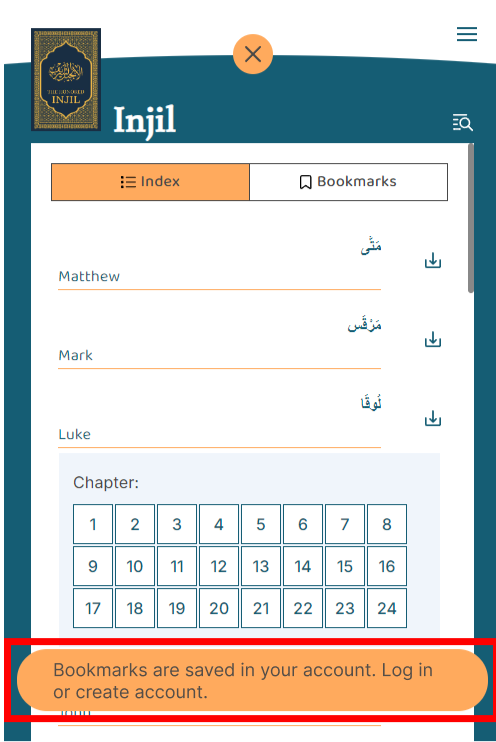 THE HONORED
INJIL
Injil
Index
Bookmarks
مَتَّى
Matthew
مَرْقَس
Mark
لُوقَا
Luke
Chapter:
1 2 3 4 5 6 7 8
9 10 11 12 13 14 15 16
17 18 19 20 21 22 23 24
Bookmarks are saved in your account. Log in
or create account.
John